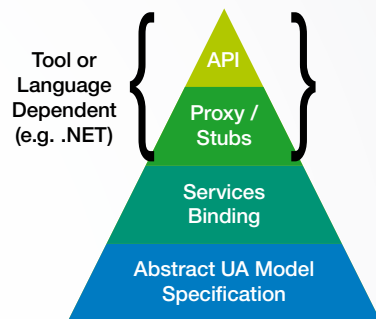 Tool or
Language
Dependent
(e.g. .NET)
API
Proxy /
Stubs
Services
Binding
Abstract UA Model
Specification